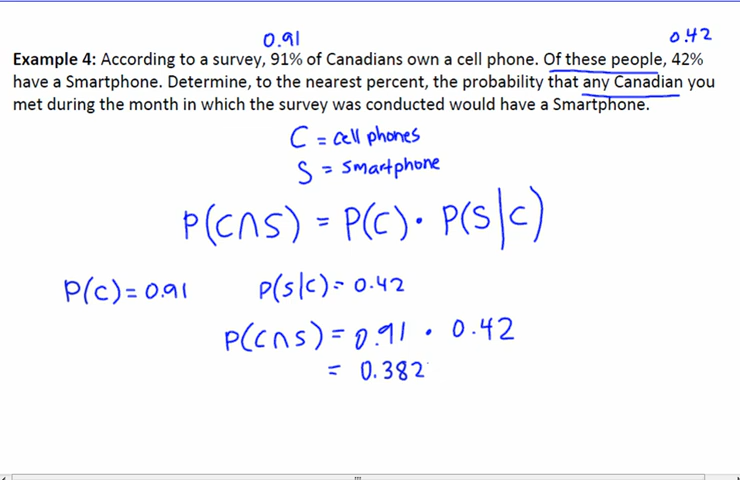 0.91 0.42
Example 4: According to a survey, 91% of Canadians own a cell phone. Of these people, 42%
have a Smartphone. Determine, to the nearest percent, the probability that any Canadian you
met during the month in which the survey was conducted would have a Smartphone.
C = cell phones
S = smartphone
P(C∩S) = P(C) · P(S|C)
P(C) = 0.91 P(S|C) = 0.42
P(C∩S) = 0.91 · 0.42
= 0.382